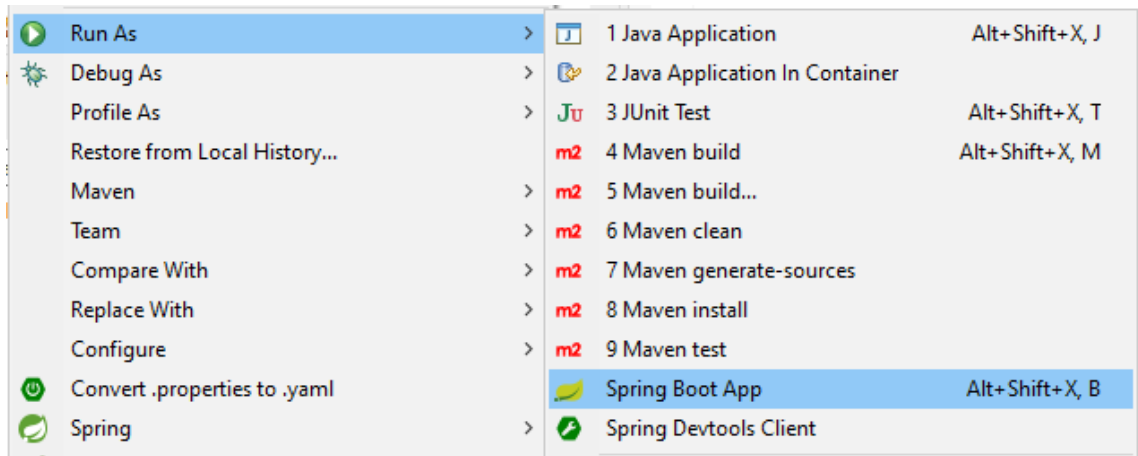 Run As
Debug As
Profile As
Restore from Local History...
Maven
Team
Compare With
Replace With
Configure
Convert .properties to .yaml
Spring
J 1 Java Application Alt+Shift+X, J
2 Java Application In Container
JU 3 JUnit Test Alt+Shift+X, T
m2 4 Maven build Alt+Shift+X, M
m2 5 Maven build...
m2 6 Maven clean
m2 7 Maven generate-sources
m2 8 Maven install
m2 9 Maven test
Spring Boot App Alt+Shift+X, B
Spring Devtools Client